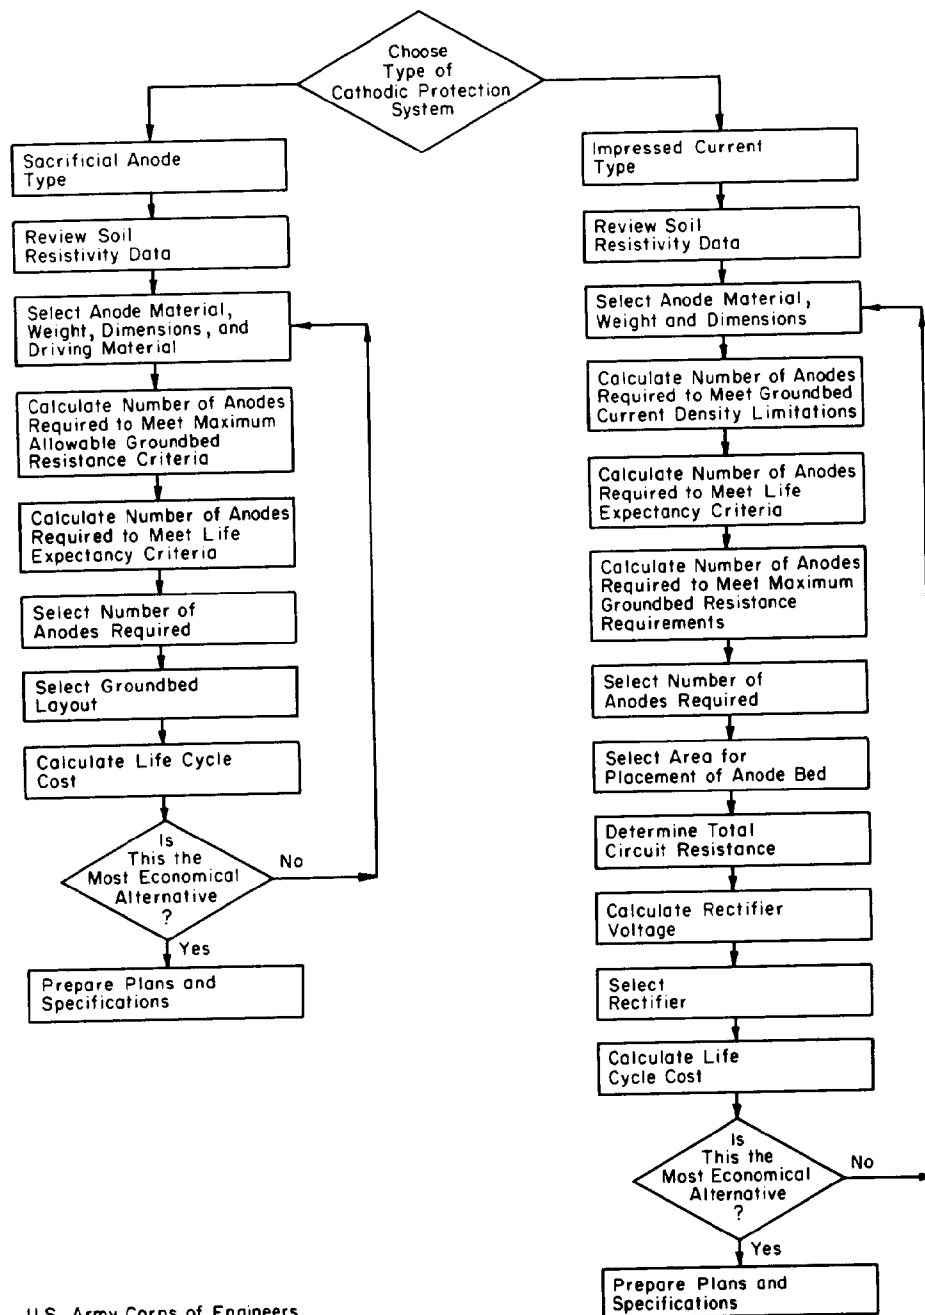 Choose
Type of
Cathodic Protection
System
Sacrificial Anode
Type
Review Soil
Resistivity Data
Select Anode Material,
Weight, Dimensions, and
Driving Material
Calculate Number of Anodes
Required to Meet Maximum
Allowable Groundbed
Resistance Criteria
Calculate Number of Anodes
Required to Meet Life
Expectancy Criteria
Select Number of
Anodes Required
Select Groundbed
Layout
Calculate Life Cycle
Cost
Is
This the
Most Economical
Alternative
?
No
Yes
Prepare Plans and
Specifications
Impressed Current
Type
Review Soil
Resistivity Data
Select Anode Material,
Weight and Dimensions
Calculate Number of Anodes
Required to Meet Groundbed
Current Density Limitations
Calculate Number of Anodes
Required to Meet Life
Expectancy Criteria
Calculate Number of Anodes
Required to Meet Maximum
Groundbed Resistance
Requirements
Select Number of
Anodes Required
Select Area for
Placement of Anode Bed
Determine Total
Circuit Resistance
Calculate Rectifier
Voltage
Select
Rectifier
Calculate Life
Cycle Cost
Is
This the
Most Economical
Alternative
?
No
Yes
Prepare Plans and
Specifications
U.S. Army Corps of Engineers